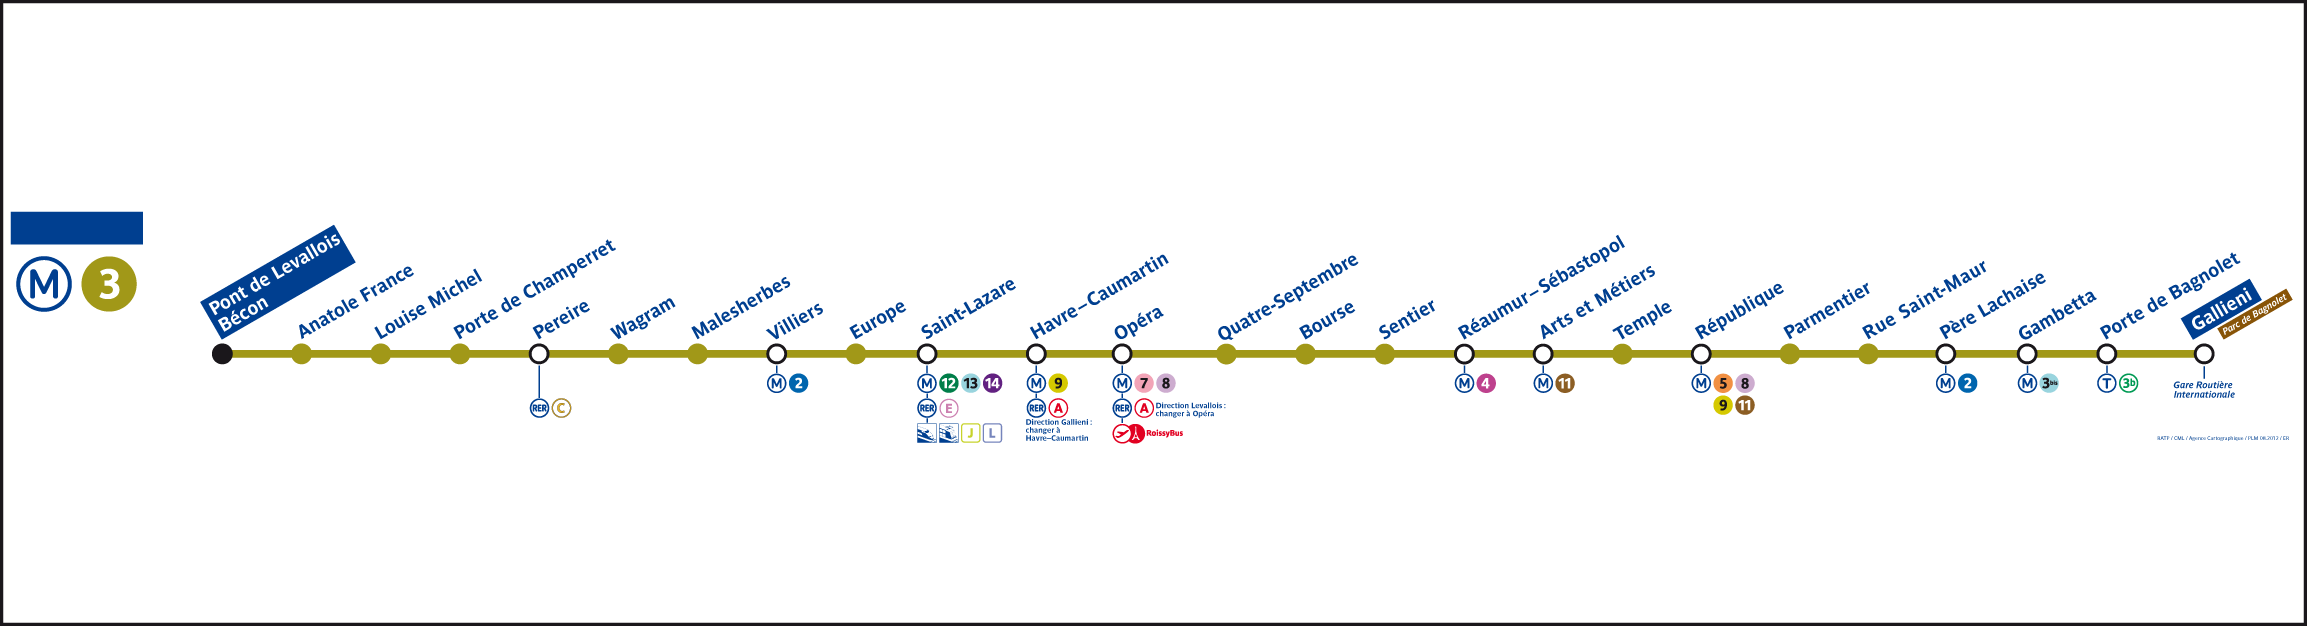 M 3
Pont de Levallois
Bécon
Anatole France
Louise Michel
Porte de Champerret
Pereire
Wagram
Malesherbes
Villiers
Europe
Saint-Lazare
Havre–Caumartin
Opéra
Quatre-Septembre
Bourse
Sentier
Réaumur–Sébastopol
Arts et Métiers
Temple
République
Parmentier
Rue Saint-Maur
Père Lachaise
Gambetta
Porte de Bagnolet
Gallieni
Parc de Bagnolet
RER C
M 2
M 12 13 14
RER E
J L
M 9
RER A
Direction Gallieni :
changer à
Havre–Caumartin
M 7 8
RER A
Direction Levallois :
changer à Opéra
RoissyBus
M 4
M 11
M 5 8
9 11
M 2
M 3bis
T 3b
Gare Routière
Internationale
RATP / CML / Agence Cartographique / PLM 08.2012 / ER